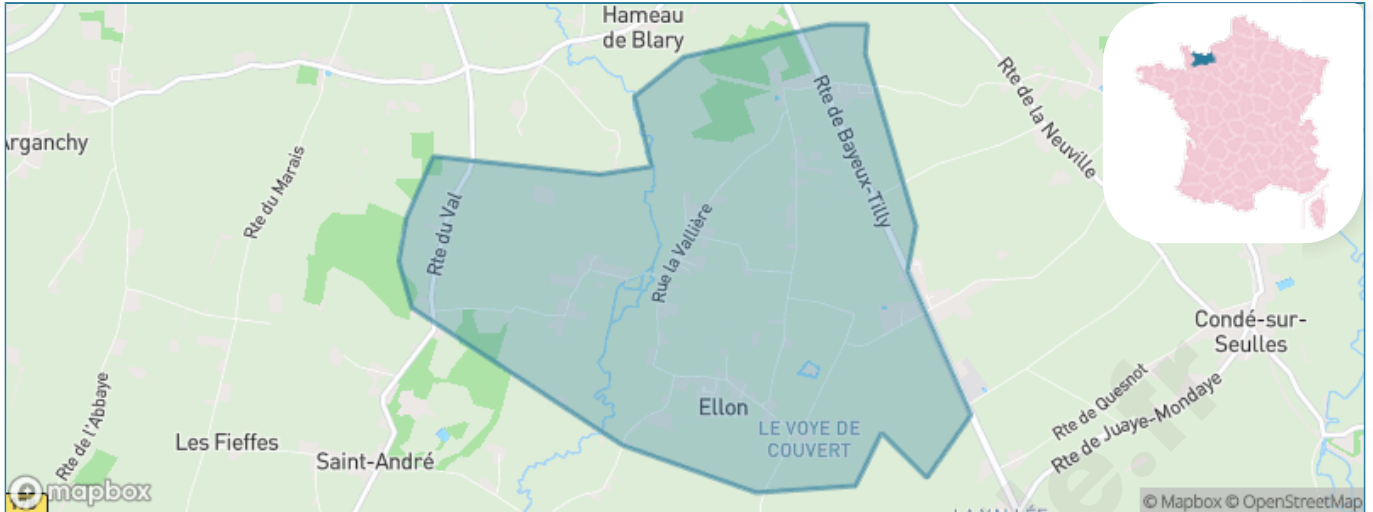 Hameau
de Blary
Rte de la Neuville
Rte de Bayeux-Tilly
Arganchy
Rte du Marais
Rte du Val
Rue la Vallière
Condé-sur-
Seulles
Rte de Quesnot
Rte de Juaye-Mondaye
Ellon
LE VOYE DE
COUVERT
Rte de l'Abbaye
Les Fieffes
Saint-André
mapbox
© Mapbox © OpenStreetMap